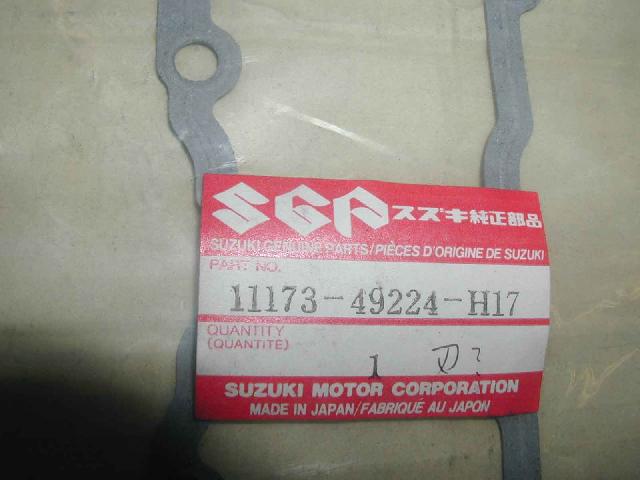 SGP スズキ純正部品
SUZUKI GENUINE PARTS/PIÈCES D'ORIGINE DE SUZUKI
PART NO.
11173-49224-H17
QUANTITY
(QUANTITÉ)
1
SUZUKI MOTOR CORPORATION
MADE IN JAPAN/FABRIQUÉ AU JAPON